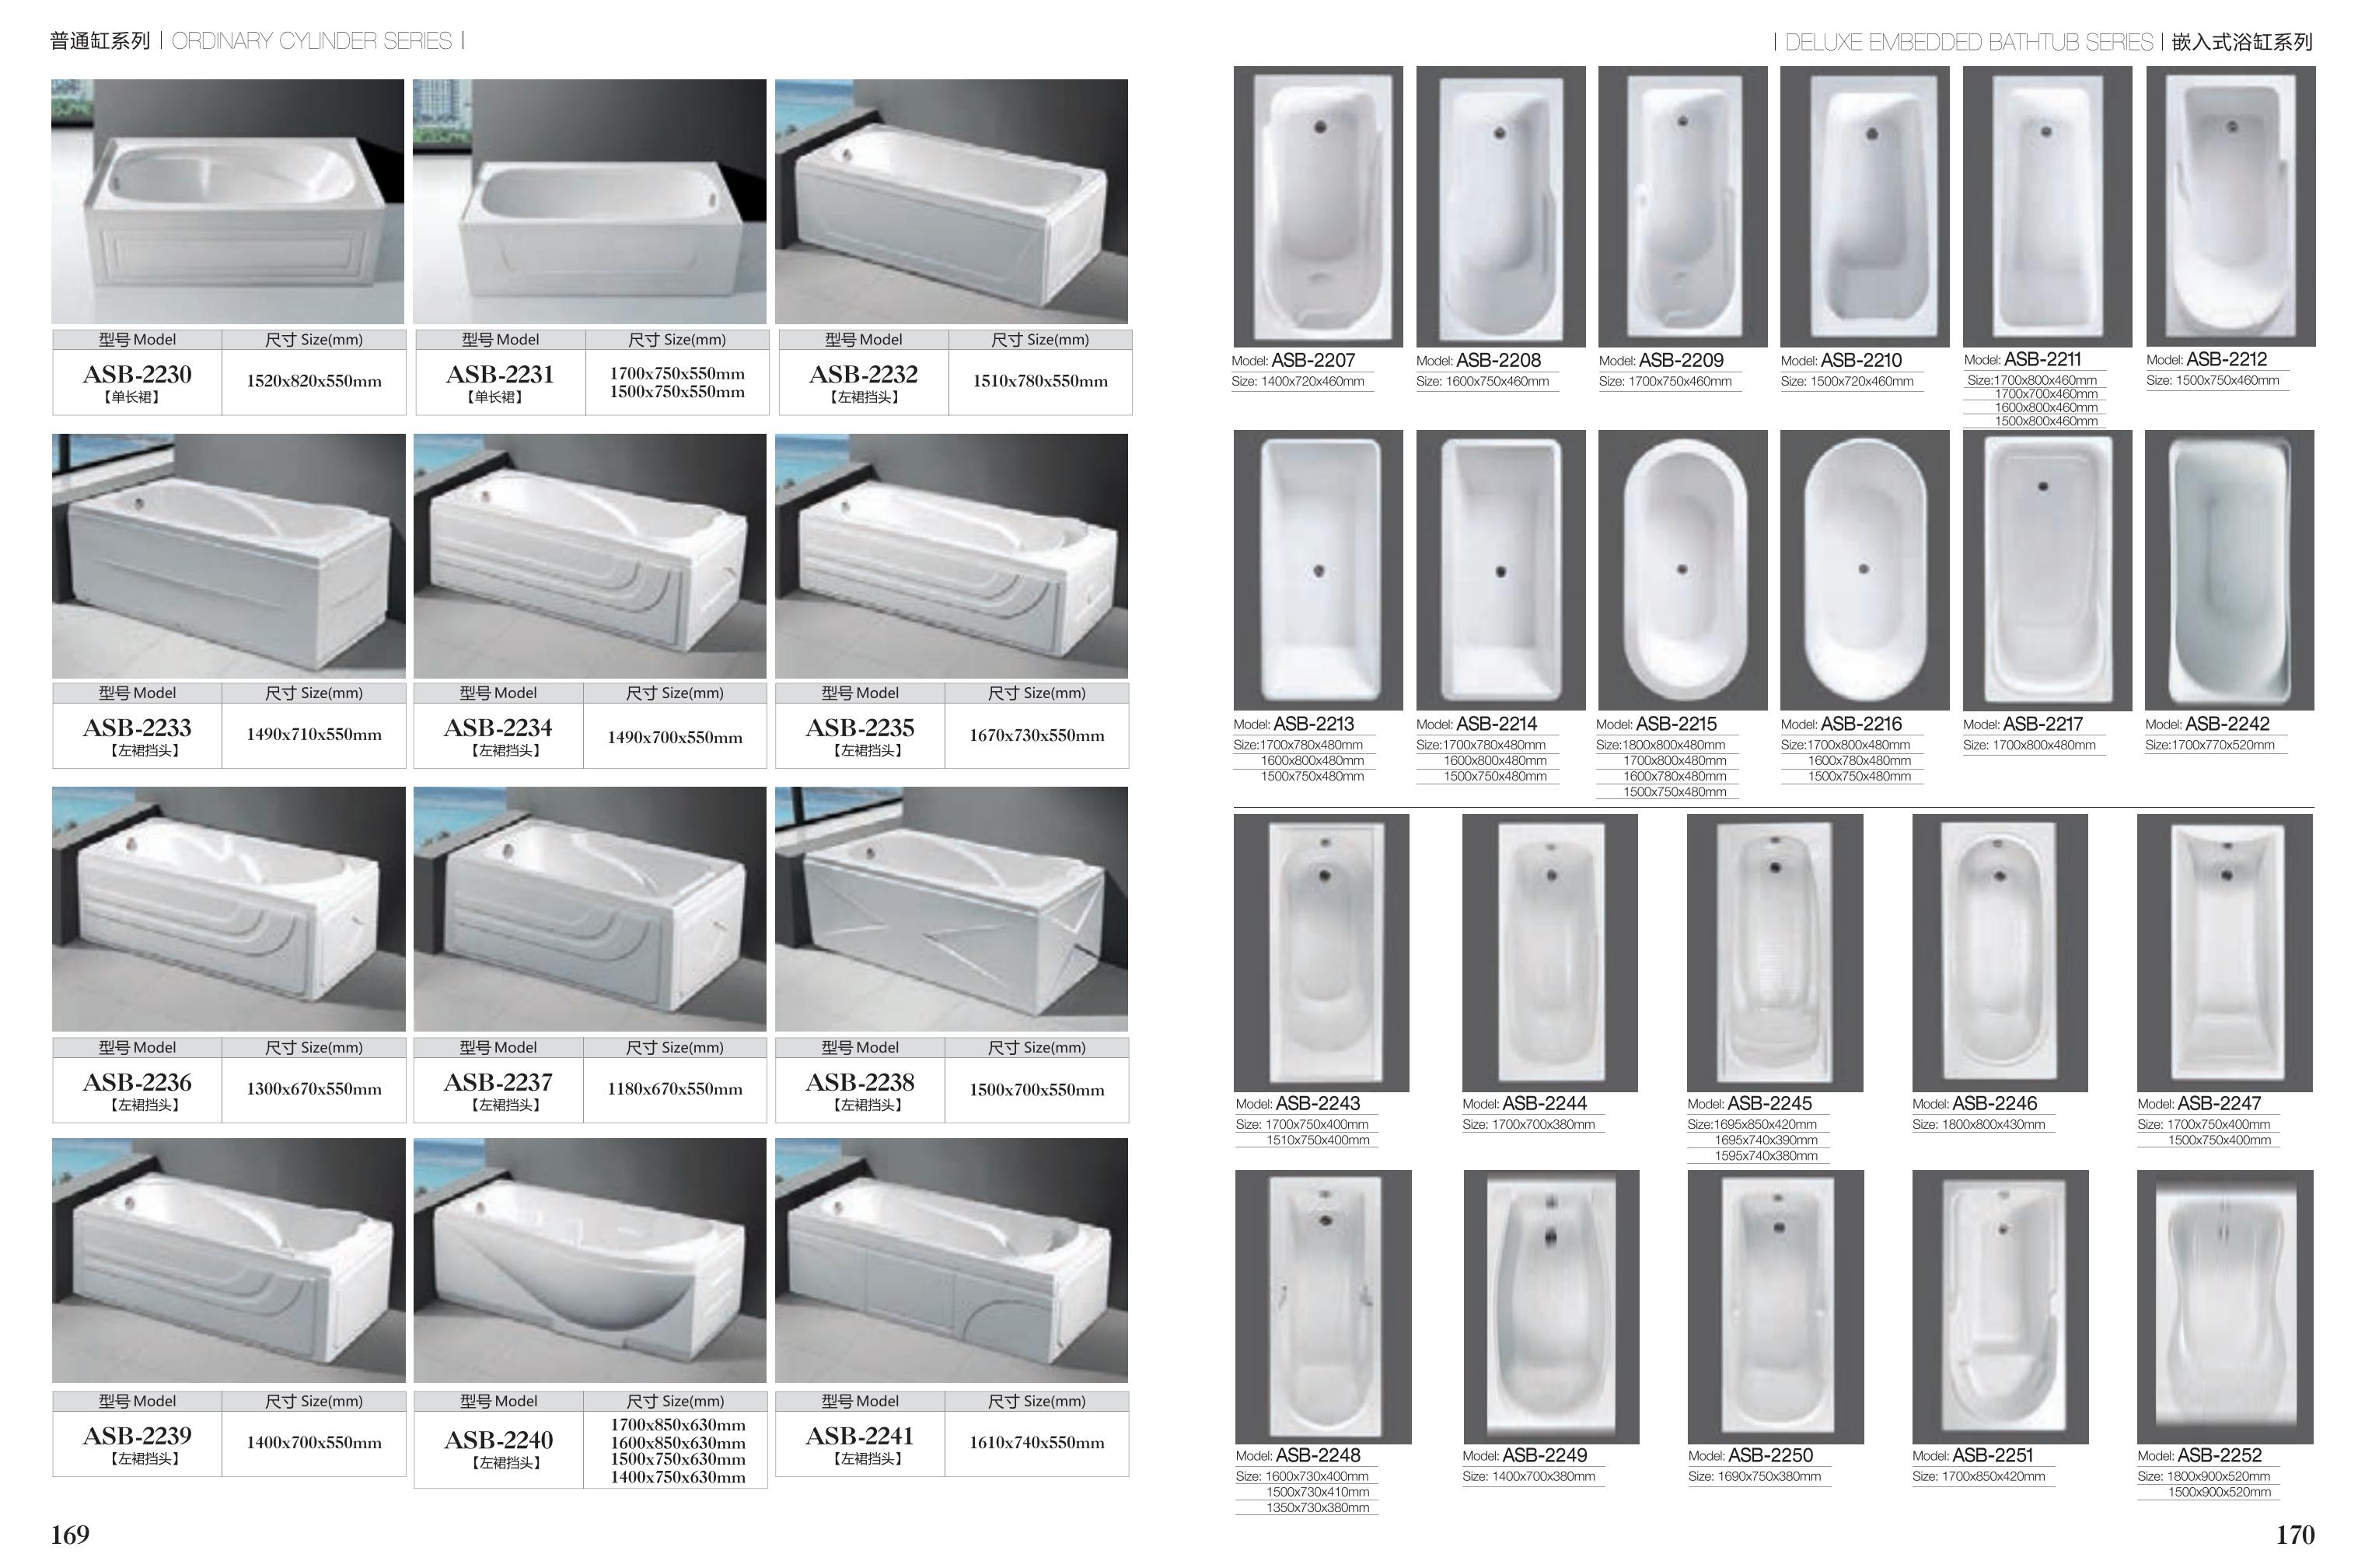 普通缸系列 | ORDINARY CYLINDER SERIES |
型号 Model 尺寸 Size(mm)
ASB-2230
【单长裙】
1520x820x550mm
型号 Model 尺寸 Size(mm)
ASB-2231
【单长裙】
1700x750x550mm
1500x750x550mm
型号 Model 尺寸 Size(mm)
ASB-2232
【左裙挡头】
1510x780x550mm
型号 Model 尺寸 Size(mm)
ASB-2233
【左裙挡头】
1490x710x550mm
型号 Model 尺寸 Size(mm)
ASB-2234
【左裙挡头】
1490x700x550mm
型号 Model 尺寸 Size(mm)
ASB-2235
【左裙挡头】
1670x730x550mm
型号 Model 尺寸 Size(mm)
ASB-2236
【左裙挡头】
1300x670x550mm
型号 Model 尺寸 Size(mm)
ASB-2237
【左裙挡头】
1180x670x550mm
型号 Model 尺寸 Size(mm)
ASB-2238
【左裙挡头】
1500x700x550mm
型号 Model 尺寸 Size(mm)
ASB-2239
【左裙挡头】
1400x700x550mm
型号 Model 尺寸 Size(mm)
ASB-2240
【左裙挡头】
1700x850x630mm
1600x850x630mm
1500x750x630mm
1400x750x630mm
型号 Model 尺寸 Size(mm)
ASB-2241
【左裙挡头】
1610x740x550mm
169
| DELUXE EMBEDDED BATHTUB SERIES | 嵌入式浴缸系列
Model: ASB-2207
Size: 1400x720x460mm
Model: ASB-2208
Size: 1600x750x460mm
Model: ASB-2209
Size: 1700x750x460mm
Model: ASB-2210
Size: 1500x720x460mm
Model: ASB-2211
Size:1700x800x460mm
1700x700x460mm
1600x800x460mm
1500x800x460mm
Model: ASB-2212
Size: 1500x750x460mm
Model: ASB-2213
Size:1700x780x480mm
1600x800x480mm
1500x750x480mm
Model: ASB-2214
Size:1700x780x480mm
1600x800x480mm
1500x750x480mm
Model: ASB-2215
Size:1800x800x480mm
1700x800x480mm
1600x780x480mm
1500x750x480mm
Model: ASB-2216
Size:1700x800x480mm
1600x780x480mm
1500x750x480mm
Model: ASB-2217
Size: 1700x800x480mm
Model: ASB-2242
Size:1700x770x520mm
Model: ASB-2243
Size: 1700x750x400mm
1510x750x400mm
Model: ASB-2244
Size: 1700x700x380mm
Model: ASB-2245
Size:1695x850x420mm
1695x740x390mm
1595x740x380mm
Model: ASB-2246
Size: 1800x800x430mm
Model: ASB-2247
Size: 1700x750x400mm
1500x750x400mm
Model: ASB-2248
Size: 1600x730x400mm
1500x730x410mm
1350x730x380mm
Model: ASB-2249
Size: 1400x700x380mm
Model: ASB-2250
Size: 1690x750x380mm
Model: ASB-2251
Size: 1700x850x420mm
Model: ASB-2252
Size: 1800x900x520mm
1500x900x520mm
170